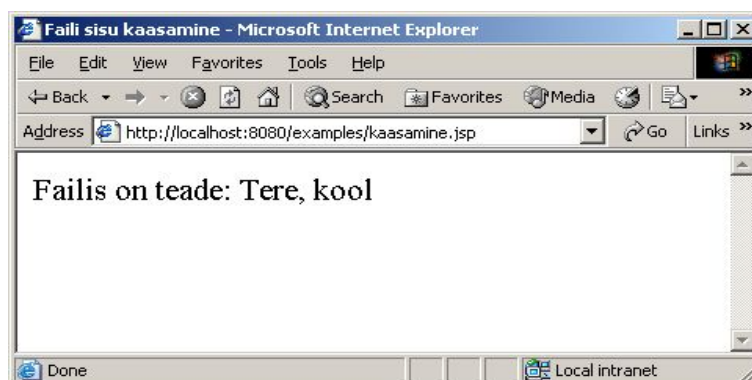 Faili sisu kaasamine - Microsoft Internet Explorer
File Edit View Favorites Tools Help
Back Search Favorites Media »
Address http://localhost:8080/examples/kaasamine.jsp Go Links »
Failis on teade: Tere, kool
Done Local intranet